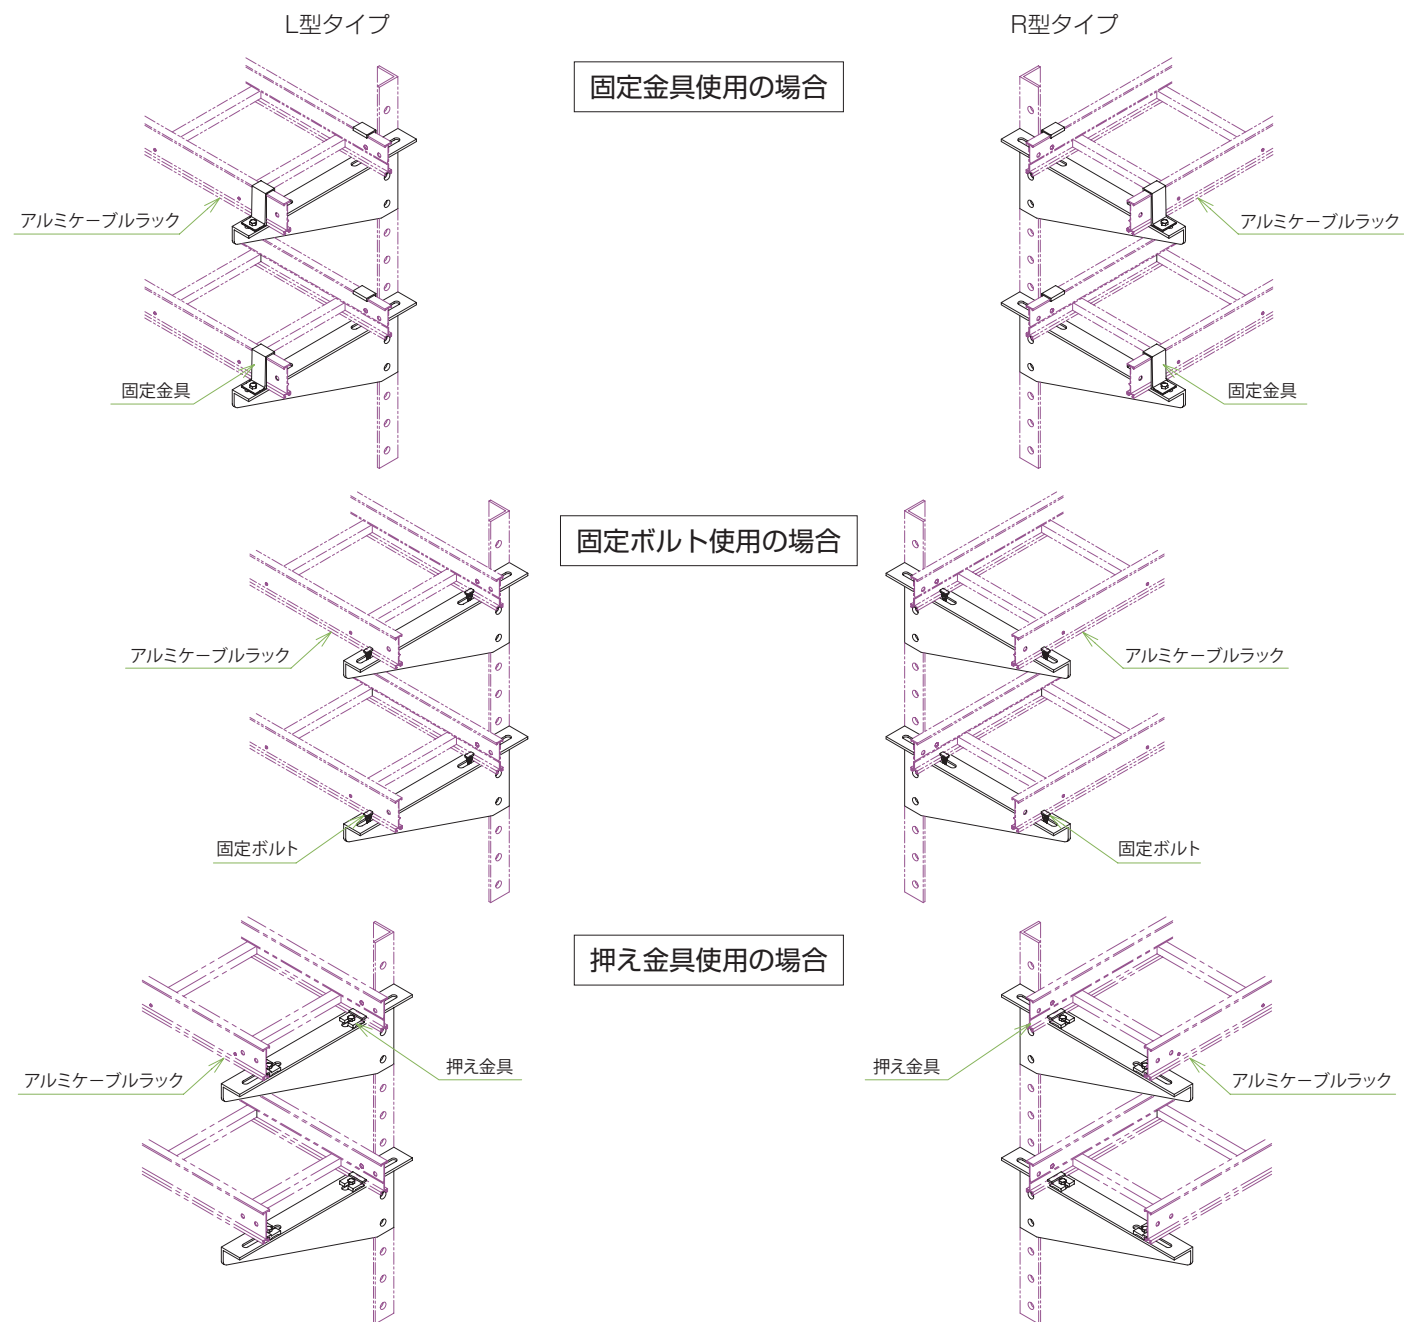 L型タイプ
R型タイプ
固定金具使用の場合
アルミケーブルラック
アルミケーブルラック
固定金具
固定金具
固定ボルト使用の場合
アルミケーブルラック
アルミケーブルラック
固定ボルト
固定ボルト
押え金具使用の場合
押え金具
押え金具
アルミケーブルラック
アルミケーブルラック